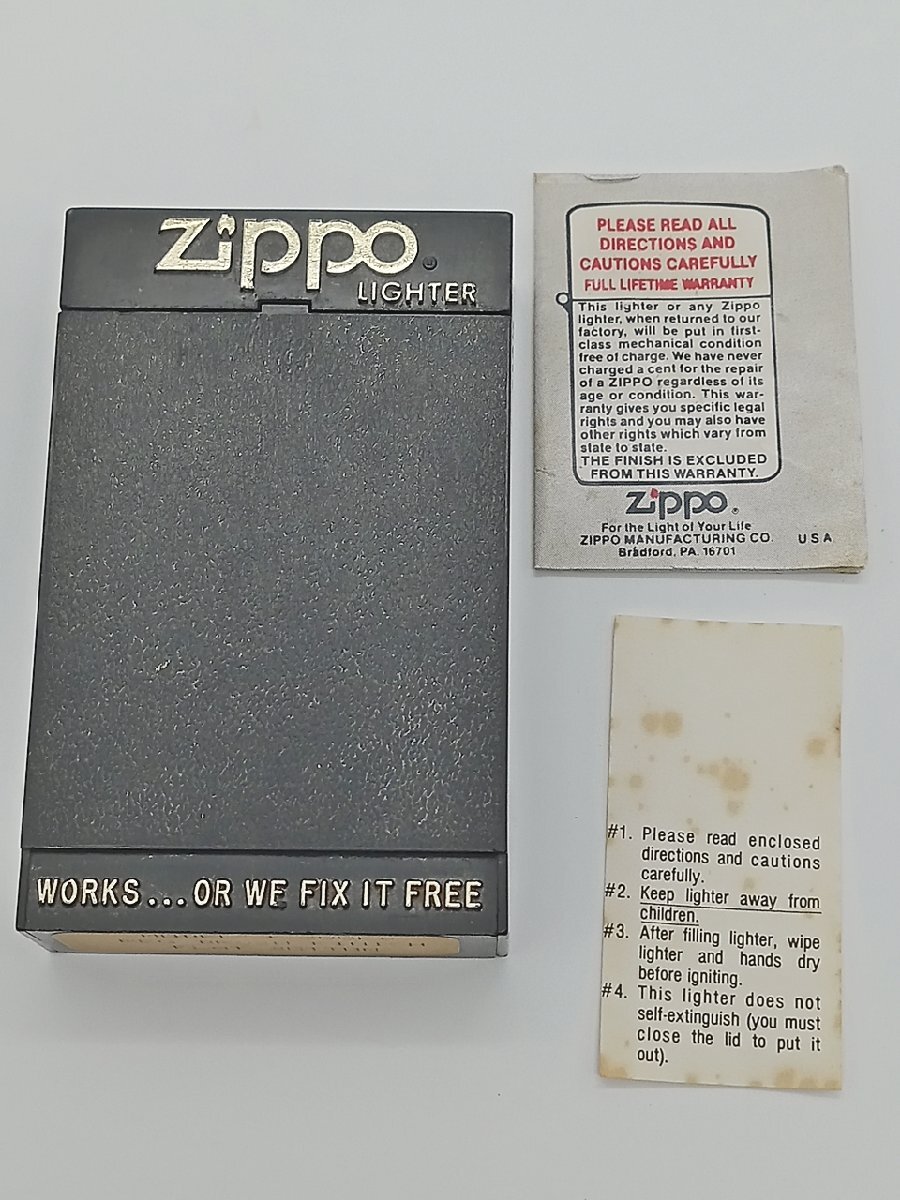 Zippo
LIGHTER
WORKS...OR WE FIX IT FREE
PLEASE READ ALL
DIRECTIONS AND
CAUTIONS CAREFULLY
FULL LIFETIME WARRANTY
This lighter or any Zippo
lighter, when returned to our
factory, will be put in first-
class mechanical condition
free of charge. We have never
charged a cent for the repair
of a ZIPPO regardless of its
age or condition. This war-
ranty gives you specific legal
rights and you may also have
other rights which vary from
state to state.
THE FINISH IS EXCLUDED
FROM THIS WARRANTY.
Zippo®
For the Light of Your Life
ZIPPO MANUFACTURING CO. USA
Bradford, PA. 16701
#1. Please read enclosed
directions and cautions
carefully.
#2. Keep lighter away from
children.
#3. After filling lighter, wipe
lighter and hands dry
before igniting.
#4. This lighter does not
self-extinguish (you must
close the lid to put it
out).